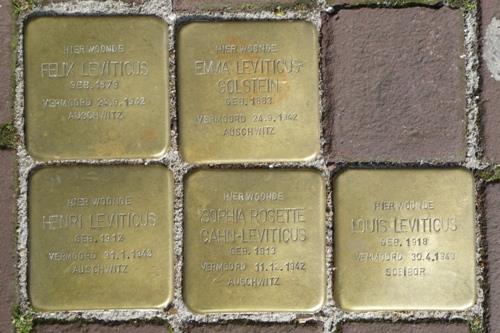 HIER WOONDE
FELIX LEVITICUS
GEB. 1879
VERMOORD 24.9.1942
AUSCHWITZ
HIER WOONDE
EMMA LEVITICUS-
GOLSTEIN
GEB. 1883
VERMOORD 24.9.1942
AUSCHWITZ
HIER WOONDE
HENRI LEVITICUS
GEB. 1912
VERMOORD 31.1.1943
AUSCHWITZ
HIER WOONDE
SOPHIA ROSETTE
CAHN-LEVITICUS
GEB. 1913
VERMOORD 11.12.1942
AUSCHWITZ
HIER WOONDE
LOUIS LEVITICUS
GEB. 1918
VERMOORD 30.4.1943
SOBIBOR